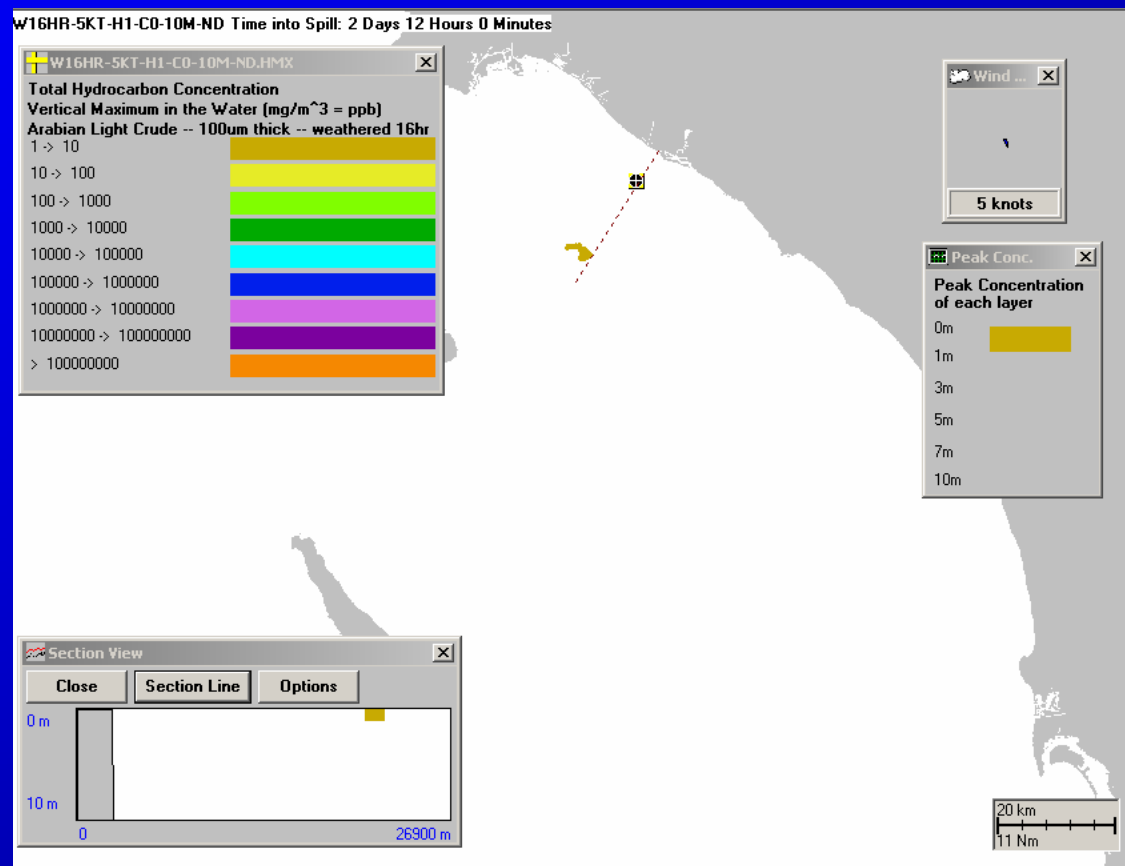 W16HR-5KT-H1-C0-10M-ND Time into Spill: 2 Days 12 Hours 0 Minutes
W16HR-5KT-H1-C0-10M-ND.HMX
Total Hydrocarbon Concentration
Vertical Maximum in the Water (mg/m^3 = ppb)
Arabian Light Crude -- 100um thick -- weathered 16hr
1 -> 10
10 -> 100
100 -> 1000
1000 -> 10000
10000 -> 100000
100000 -> 1000000
1000000 -> 10000000
10000000 -> 100000000
> 100000000
Wind ...
5 knots
Peak Conc.
Peak Concentration
of each layer
0m
1m
3m
5m
7m
10m
Section View
Close Section Line Options
0 m
10 m
0 26900 m
20 km
11 Nm